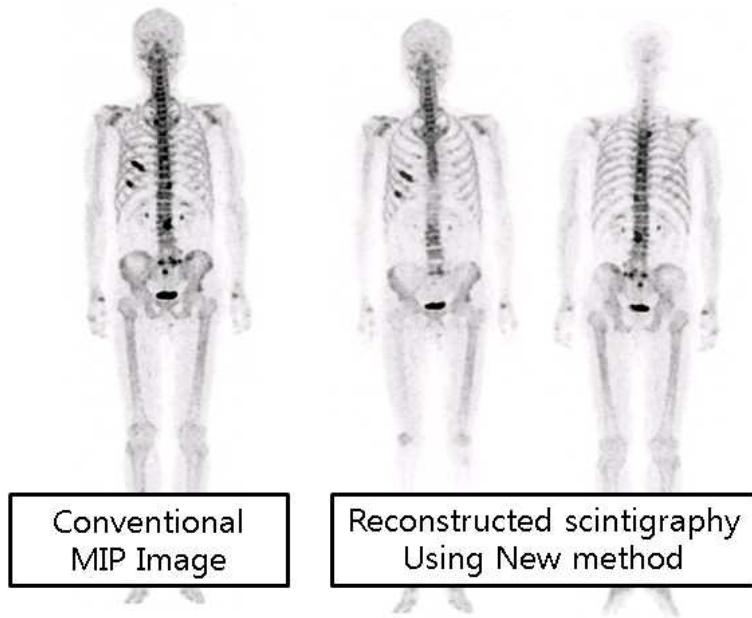 Conventional
MIP Image
Reconstructed scintigraphy
Using New method